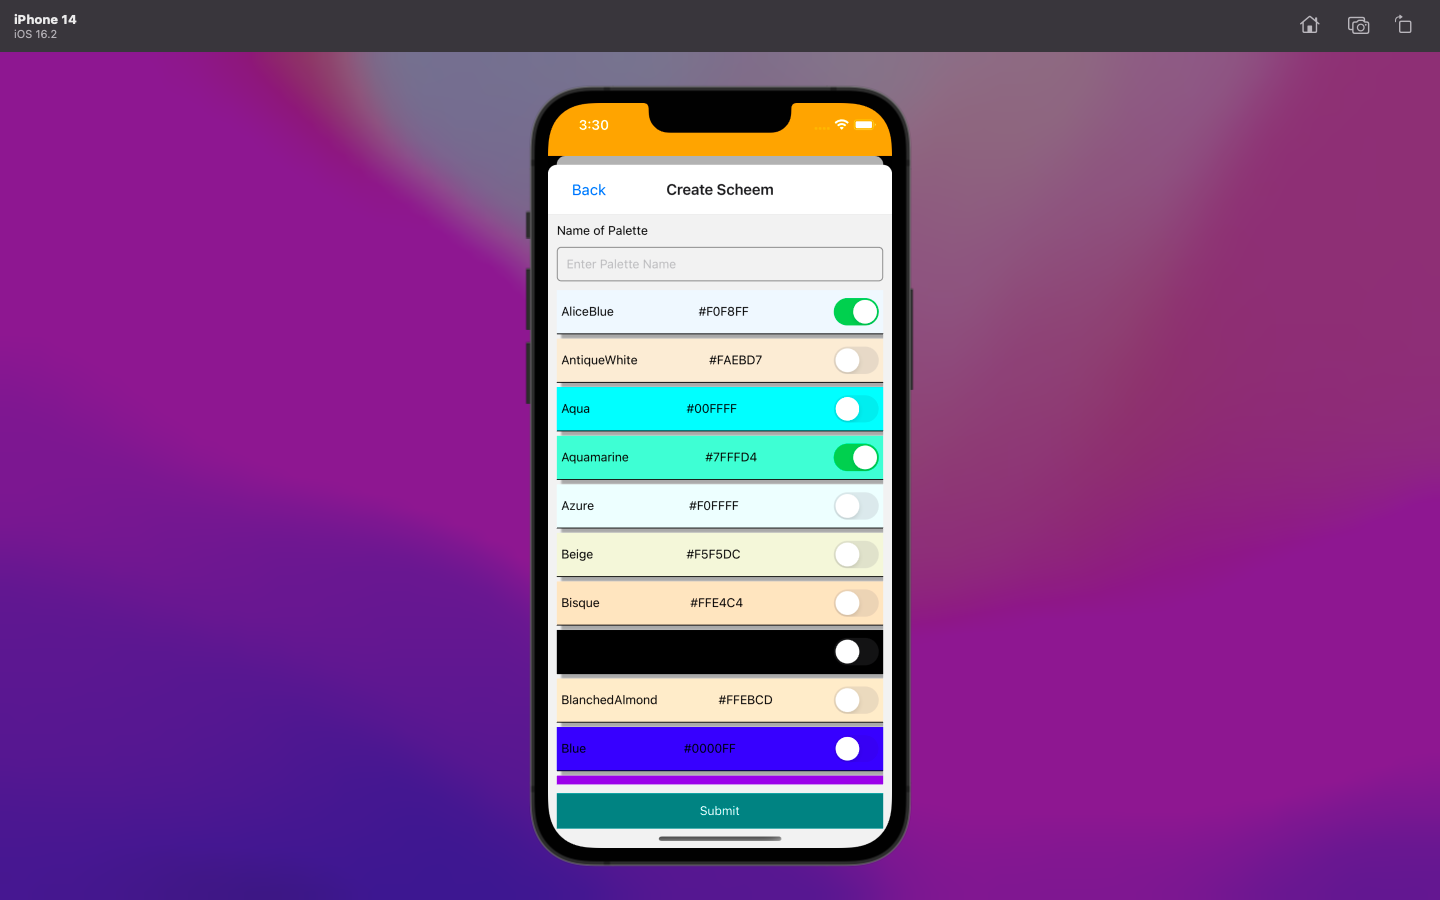 iPhone 14
iOS 16.2
3:30
Back
Create Scheem
Name of Palette
Enter Palette Name
AliceBlue #F0F8FF
AntiqueWhite #FAEBD7
Aqua #00FFFF
Aquamarine #7FFFD4
Azure #F0FFFF
Beige #F5F5DC
Bisque #FFE4C4
BlanchedAlmond #FFEBCD
Blue #0000FF
Submit